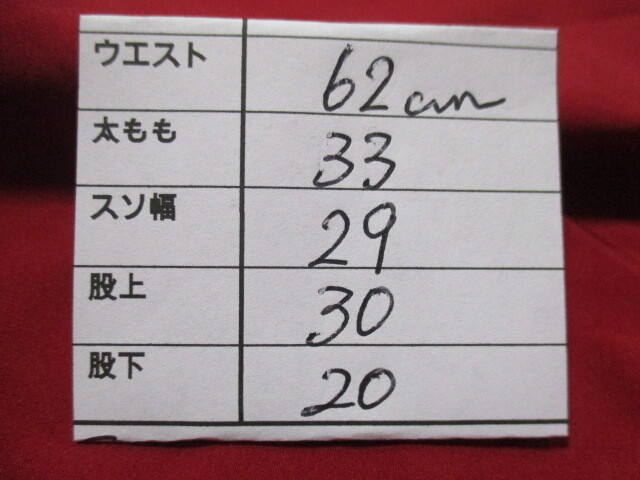 ウエスト 62cm
太もも 33
スソ幅 29
股上 30
股下 20